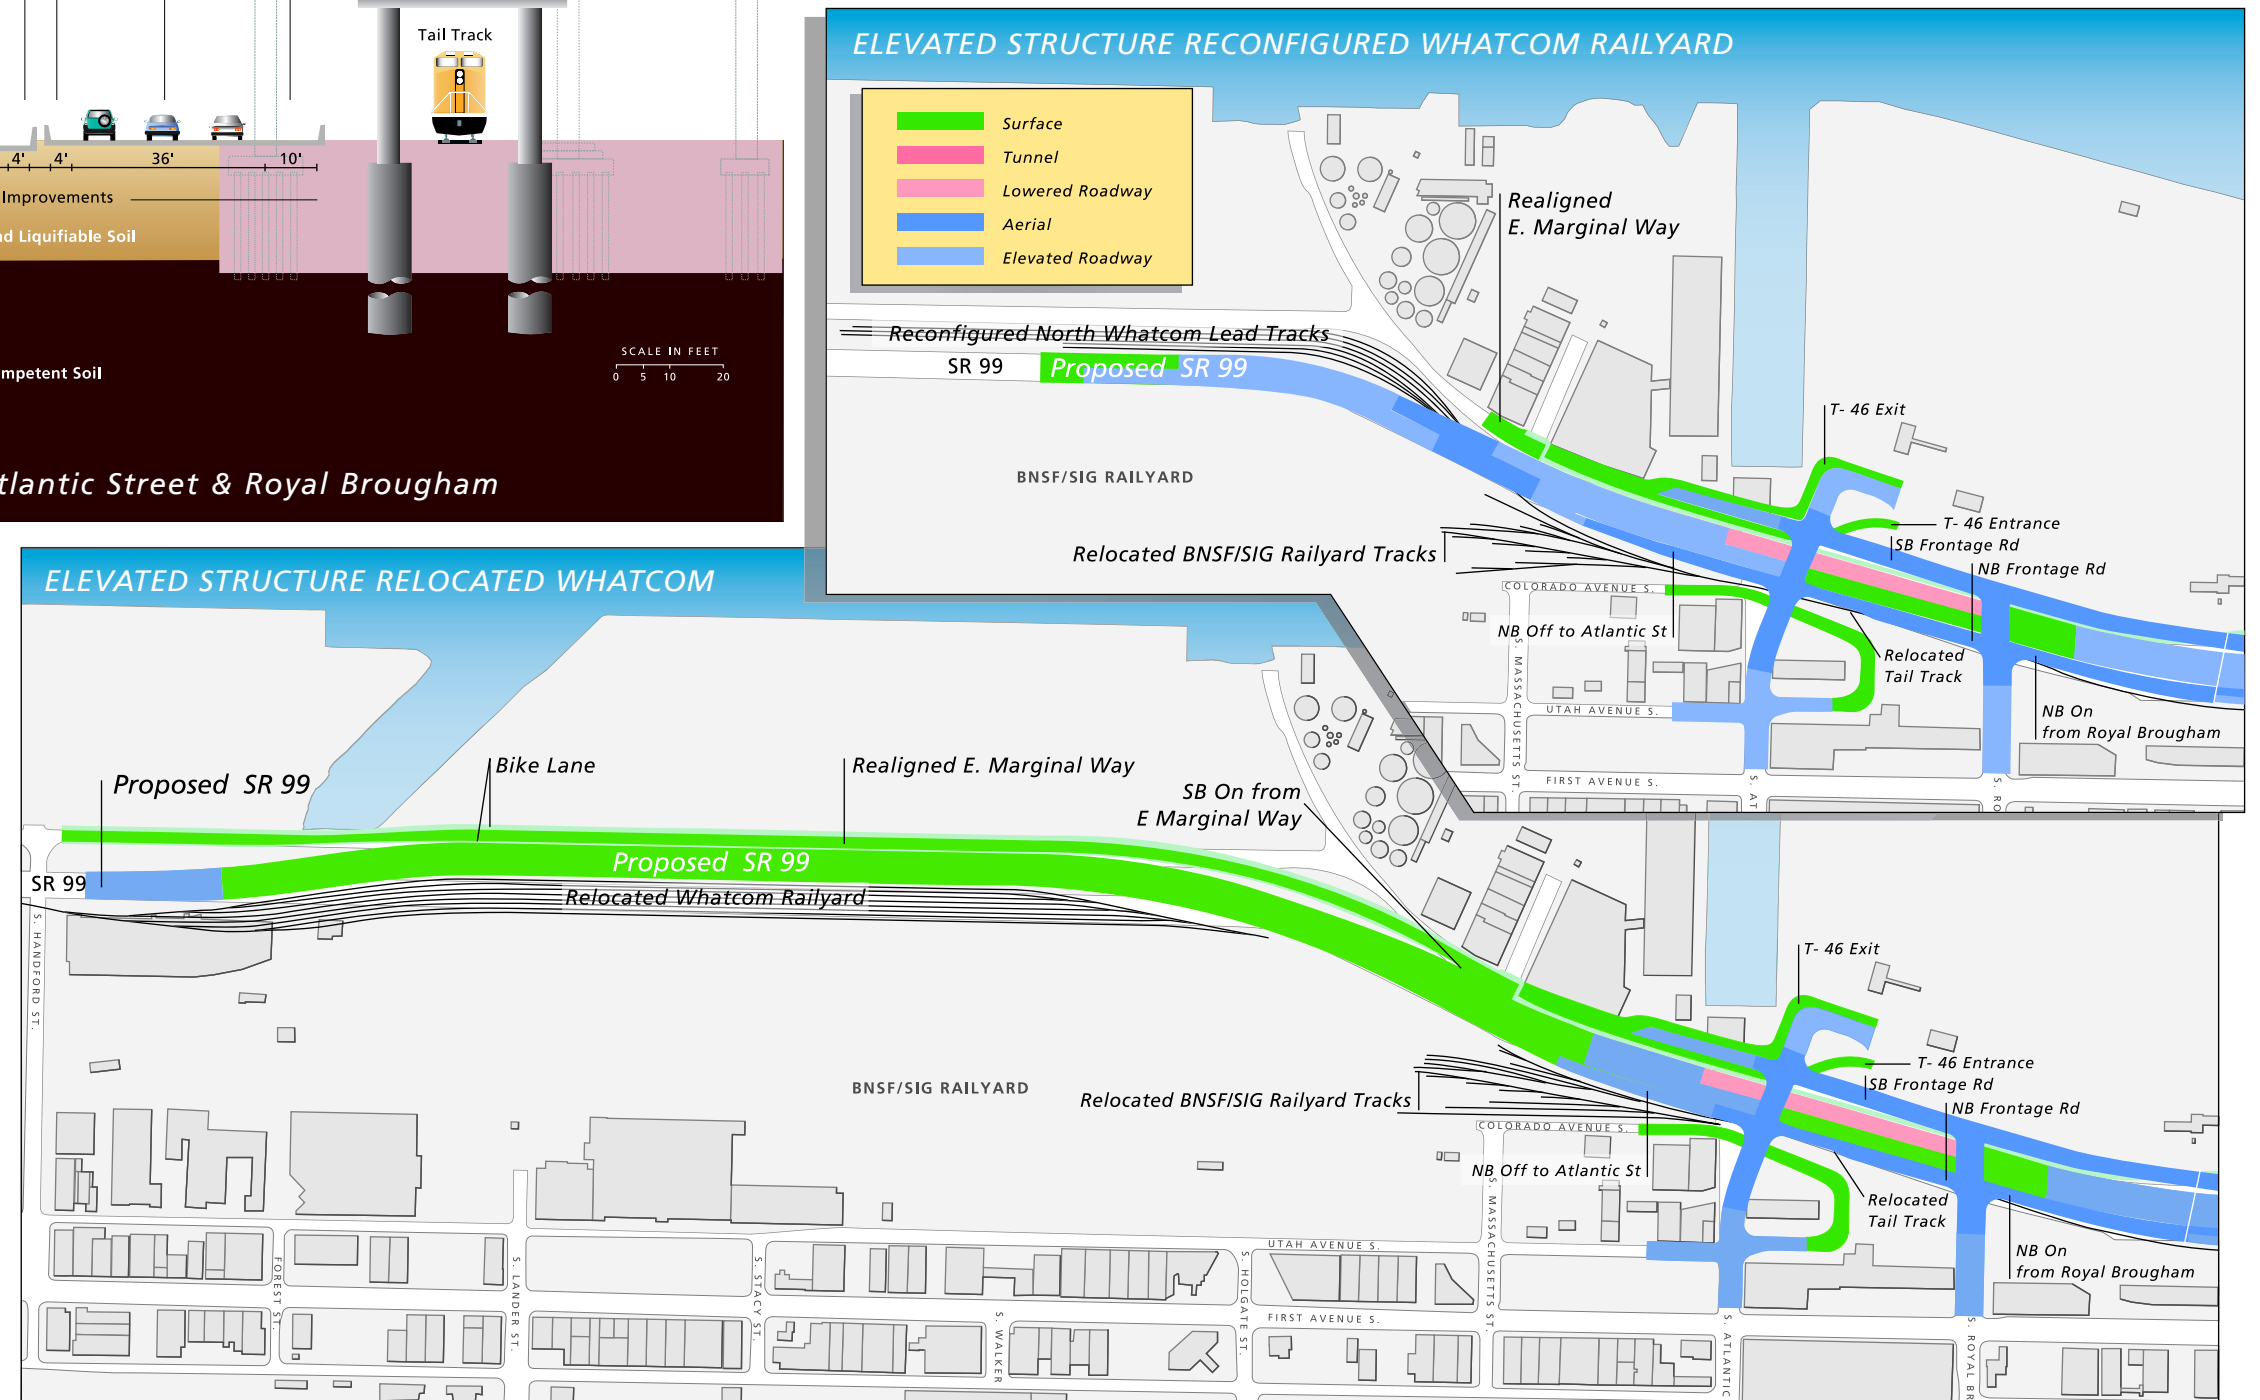 Tail Track
4' 4' 36' 10'
Improvements
Liquifiable Soil
Soil
SCALE IN FEET
0 5 10 20
Street & Royal Brougham
ELEVATED STRUCTURE RECONFIGURED WHATCOM RAILYARD
Surface
Tunnel
Lowered Roadway
Aerial
Elevated Roadway
Realigned
E. Marginal Way
Reconfigured North Whatcom Lead Tracks
SR 99
Proposed SR 99
T- 46 Exit
BNSF/SIG RAILYARD
T- 46 Entrance
SB Frontage Rd
NB Frontage Rd
Relocated BNSF/SIG Railyard Tracks
COLORADO AVENUE S.
NB Off to Atlantic St
S. MASSACHUSETTS ST.
Relocated
Tail Track
UTAH AVENUE S.
NB On
from Royal Brougham
FIRST AVENUE S.
S. AT
S. RO
ELEVATED STRUCTURE RELOCATED WHATCOM
Proposed SR 99
Bike Lane
Realigned E. Marginal Way
SB On from
E Marginal Way
SR 99
Proposed SR 99
Relocated Whatcom Railyard
S. HANDFORD ST.
T- 46 Exit
BNSF/SIG RAILYARD
T- 46 Entrance
SB Frontage Rd
NB Frontage Rd
Relocated BNSF/SIG Railyard Tracks
COLORADO AVENUE S.
NB Off to Atlantic St
S. MASSACHUSETTS ST.
Relocated
Tail Track
UTAH AVENUE S.
NB On
from Royal Brougham
FOREST ST.
S. LANDER ST.
S. STACY ST.
S. WALKER
S. HOLGATE ST.
FIRST AVENUE S.
S. ATLANTIC
S. ROYAL BR